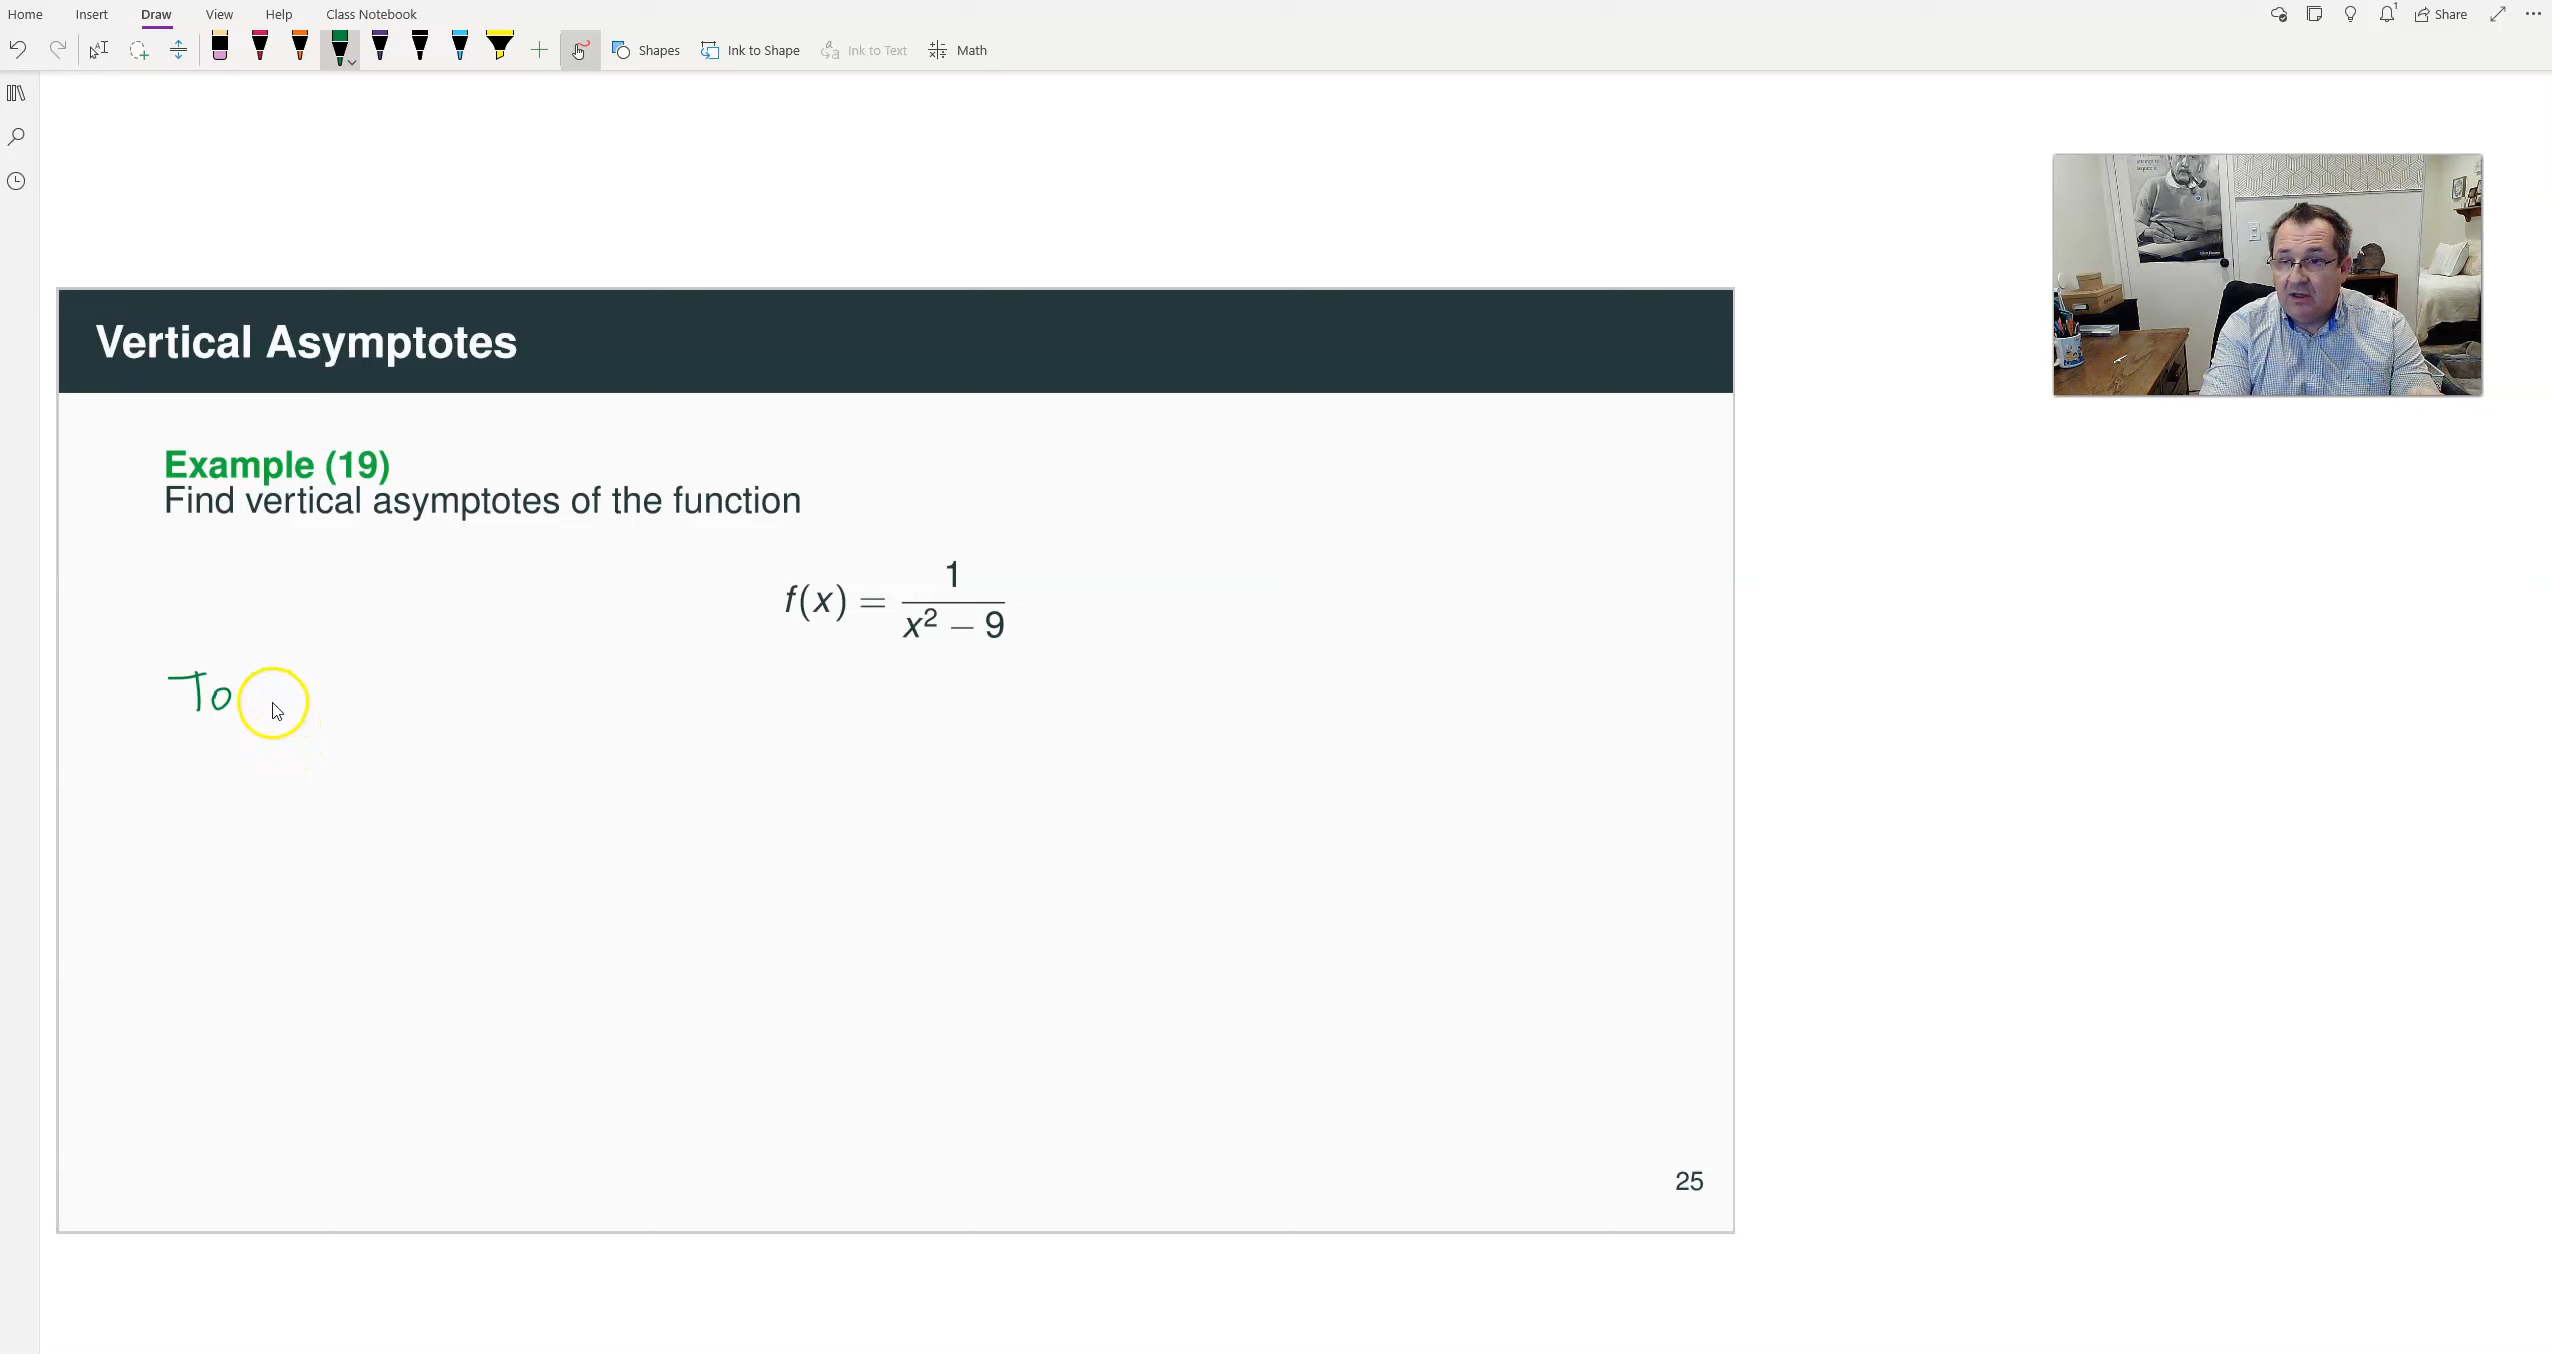 Home Insert Draw View Help Class Notebook Share
Shapes Ink to Shape Ink to Text Math
Vertical Asymptotes
Example (19)
Find vertical asymptotes of the function
f(x) = 1 / (x² − 9)
To
25